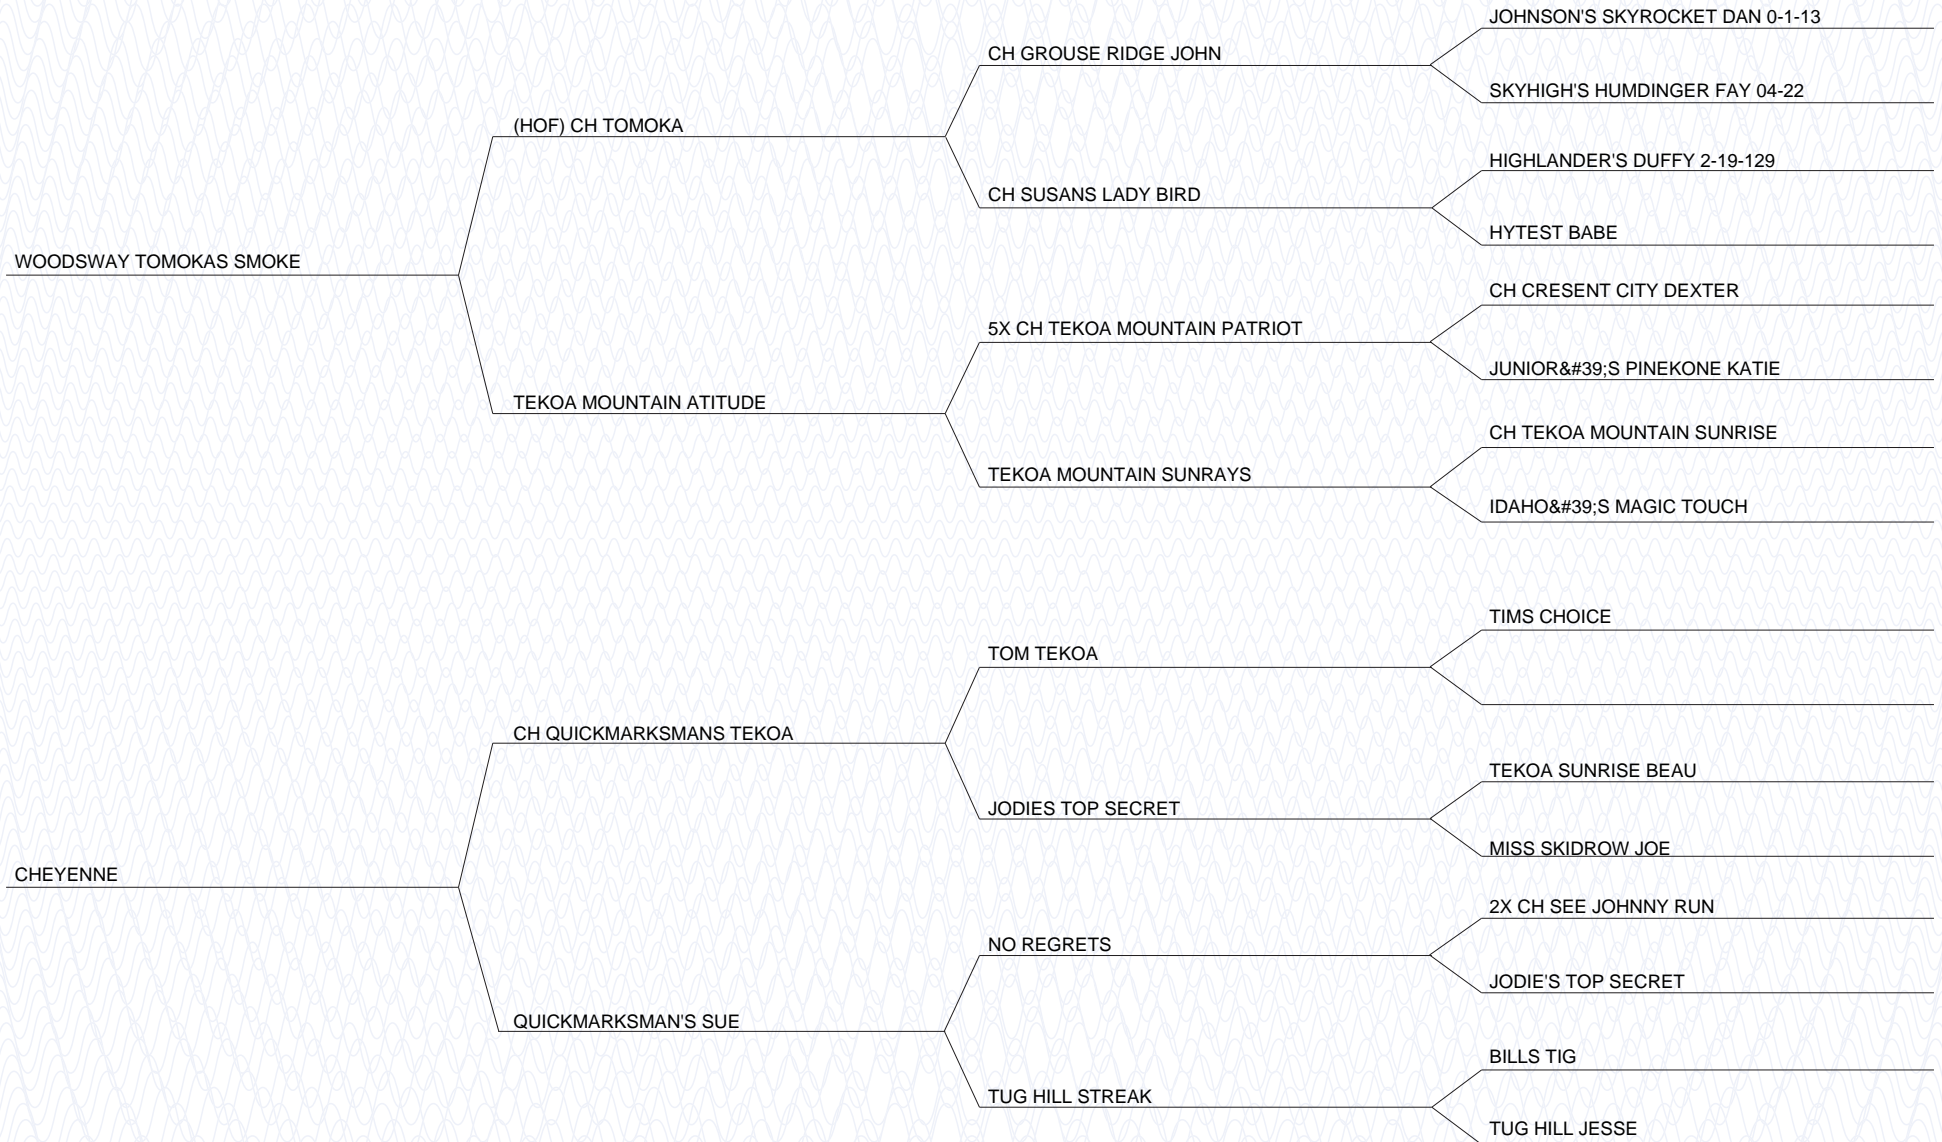 JOHNSON'S SKYROCKET DAN 0-1-13
CH GROUSE RIDGE JOHN
SKYHIGH'S HUMDINGER FAY 04-22
(HOF) CH TOMOKA
HIGHLANDER'S DUFFY 2-19-129
CH SUSANS LADY BIRD
HYTEST BABE
WOODSWAY TOMOKAS SMOKE
CH CRESENT CITY DEXTER
5X CH TEKOA MOUNTAIN PATRIOT
JUNIOR&#39;S PINEKONE KATIE
TEKOA MOUNTAIN ATITUDE
CH TEKOA MOUNTAIN SUNRISE
TEKOA MOUNTAIN SUNRAYS
IDAHO&#39;S MAGIC TOUCH
TIMS CHOICE
TOM TEKOA
CH QUICKMARKSMANS TEKOA
TEKOA SUNRISE BEAU
JODIES TOP SECRET
MISS SKIDROW JOE
CHEYENNE
2X CH SEE JOHNNY RUN
NO REGRETS
JODIE'S TOP SECRET
QUICKMARKSMAN'S SUE
BILLS TIG
TUG HILL STREAK
TUG HILL JESSE